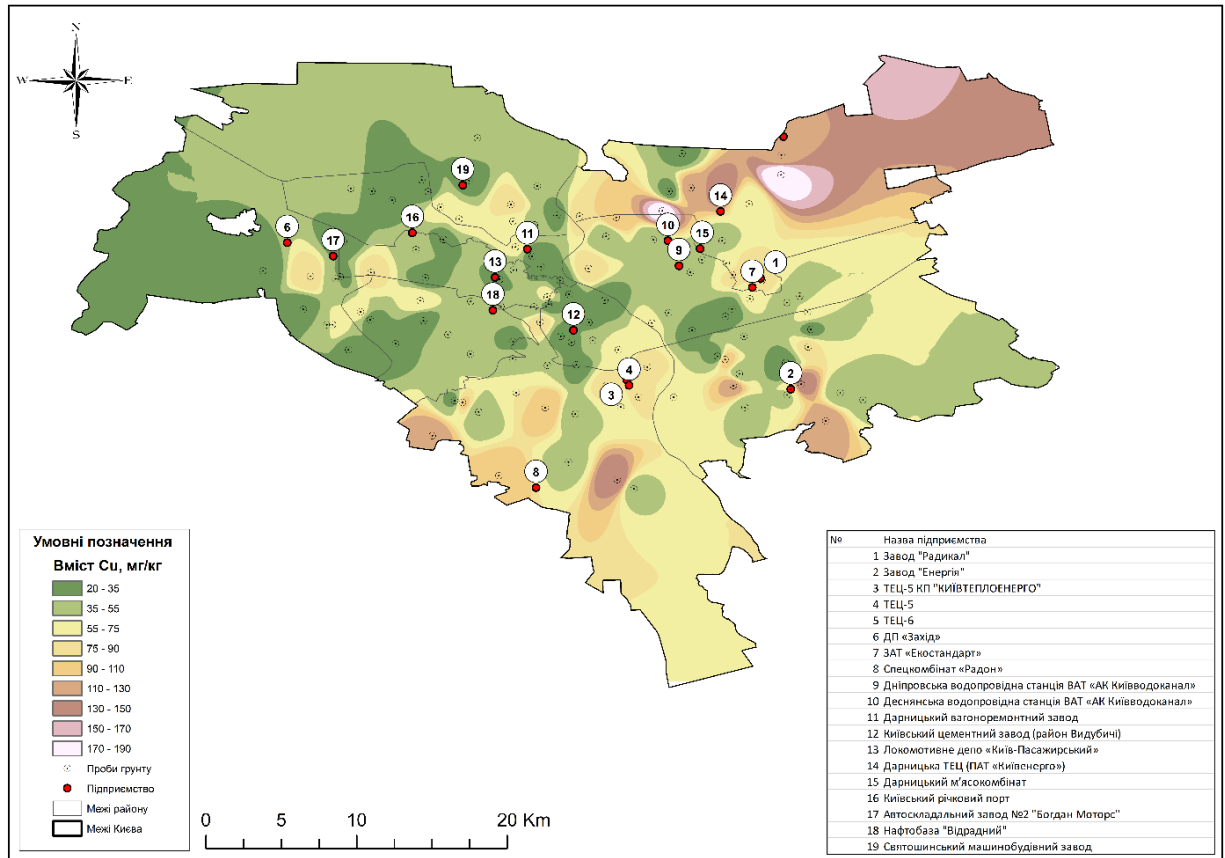 N
W
E
S
19
14
16
10
15
6
17
11
9
13
7
1
18
12
4
2
3
8
Умовні позначення
Вміст Cu, мг/кг
20 - 35
35 - 55
55 - 75
75 - 90
90 - 110
110 - 130
130 - 150
150 - 170
170 - 190
Проби грунту
Підприємство
Межі району
Межі Києва
0 5 10 20 Km
№ Назва підприємства
1 Завод "Радикал"
2 Завод "Енергія"
3 ТЕЦ-5 КП "КИЇВТЕПЛОЕНЕРГО"
4 ТЕЦ-5
5 ТЕЦ-6
6 ДП «Захід»
7 ЗАТ «Екостандарт»
8 Спецкомбінат «Радон»
9 Дніпровська водопровідна станція ВАТ «АК Київводоканал»
10 Деснянська водопровідна станція ВАТ «АК Київводоканал»
11 Дарницький вагоноремонтний завод
12 Київський цементний завод (район Видубичі)
13 Локомотивне депо «Київ-Пасажирський»
14 Дарницька ТЕЦ (ПАТ «Київенерго»)
15 Дарницький м'ясокомбінат
16 Київський річковий порт
17 Автоскладальний завод №2 "Богдан Моторс"
18 Нафтобаза "Відрадний"
19 Святошинський машинобудівний завод